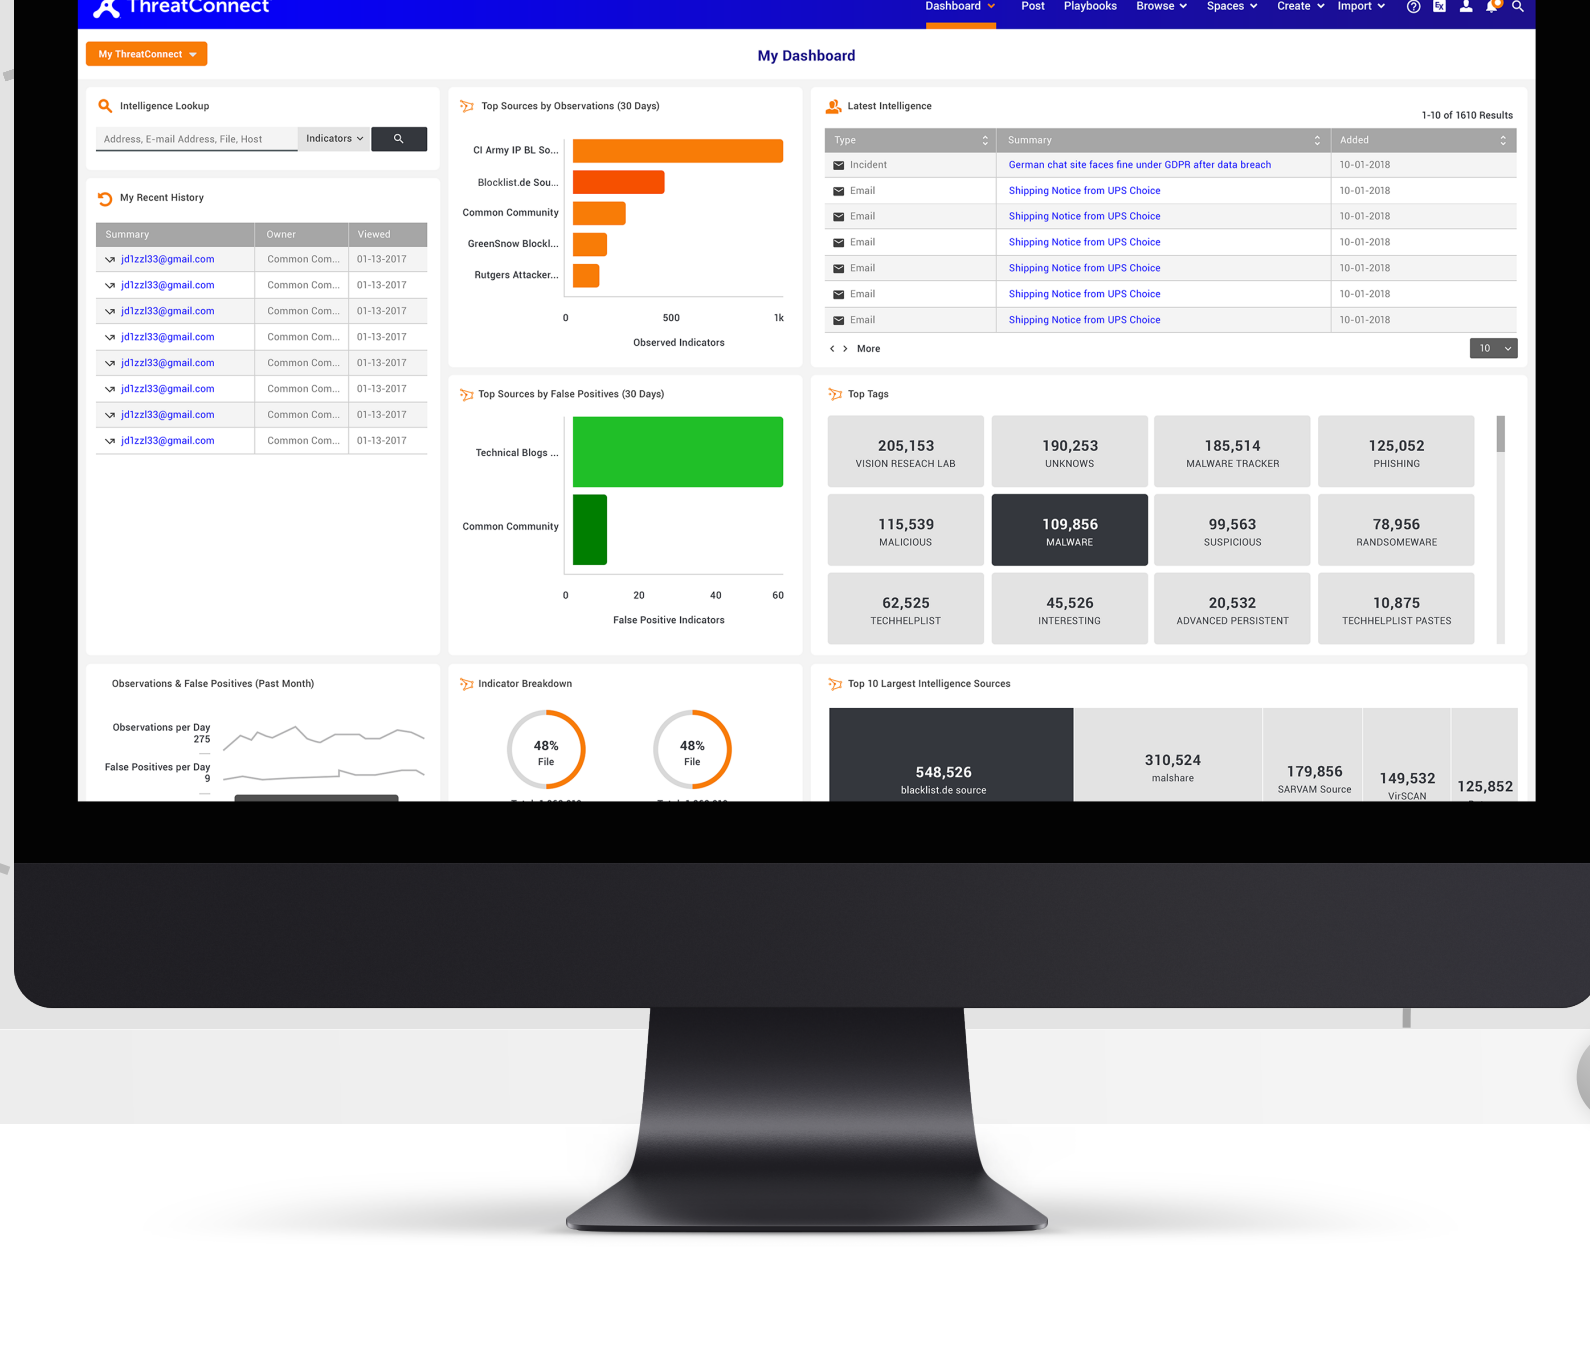 ThreatConnect
Dashboard Post Playbooks Browse Spaces Create Import
My ThreatConnect
My Dashboard
Intelligence Lookup
Address, E-mail Address, File, Host Indicators
My Recent History
Summary Owner Viewed
jd1zzl33@gmail.com Common Com... 01-13-2017
jd1zzl33@gmail.com Common Com... 01-13-2017
jd1zzl33@gmail.com Common Com... 01-13-2017
jd1zzl33@gmail.com Common Com... 01-13-2017
jd1zzl33@gmail.com Common Com... 01-13-2017
jd1zzl33@gmail.com Common Com... 01-13-2017
jd1zzl33@gmail.com Common Com... 01-13-2017
jd1zzl33@gmail.com Common Com... 01-13-2017
Top Sources by Observations (30 Days)
CI Army IP BL So...
Blocklist.de Sou...
Common Community
GreenSnow Blockl...
Rutgers Attacker...
0 500 1k
Observed Indicators
Latest Intelligence
1-10 of 1610 Results
Type Summary Added
Incident German chat site faces fine under GDPR after data breach 10-01-2018
Email Shipping Notice from UPS Choice 10-01-2018
Email Shipping Notice from UPS Choice 10-01-2018
Email Shipping Notice from UPS Choice 10-01-2018
Email Shipping Notice from UPS Choice 10-01-2018
Email Shipping Notice from UPS Choice 10-01-2018
Email Shipping Notice from UPS Choice 10-01-2018
< > More 10
Top Sources by False Positives (30 Days)
Technical Blogs ...
Common Community
0 20 40 60
False Positive Indicators
Top Tags
205,153 190,253 185,514 125,052
VISION RESEACH LAB UNKNOWS MALWARE TRACKER PHISHING
115,539 109,856 99,563 78,956
MALICIOUS MALWARE SUSPICIOUS RANDSOMEWARE
62,525 45,526 20,532 10,875
TECHHELPLIST INTERESTING ADVANCED PERSISTENT TECHHELPLIST PASTES
Observations & False Positives (Past Month)
Observations per Day
275
False Positives per Day
9
Indicator Breakdown
48% 48%
File File
Top 10 Largest Intelligence Sources
548,526
blacklist.de source
310,524
malshare
179,856
SARVAM Source
149,532
VirSCAN
125,852